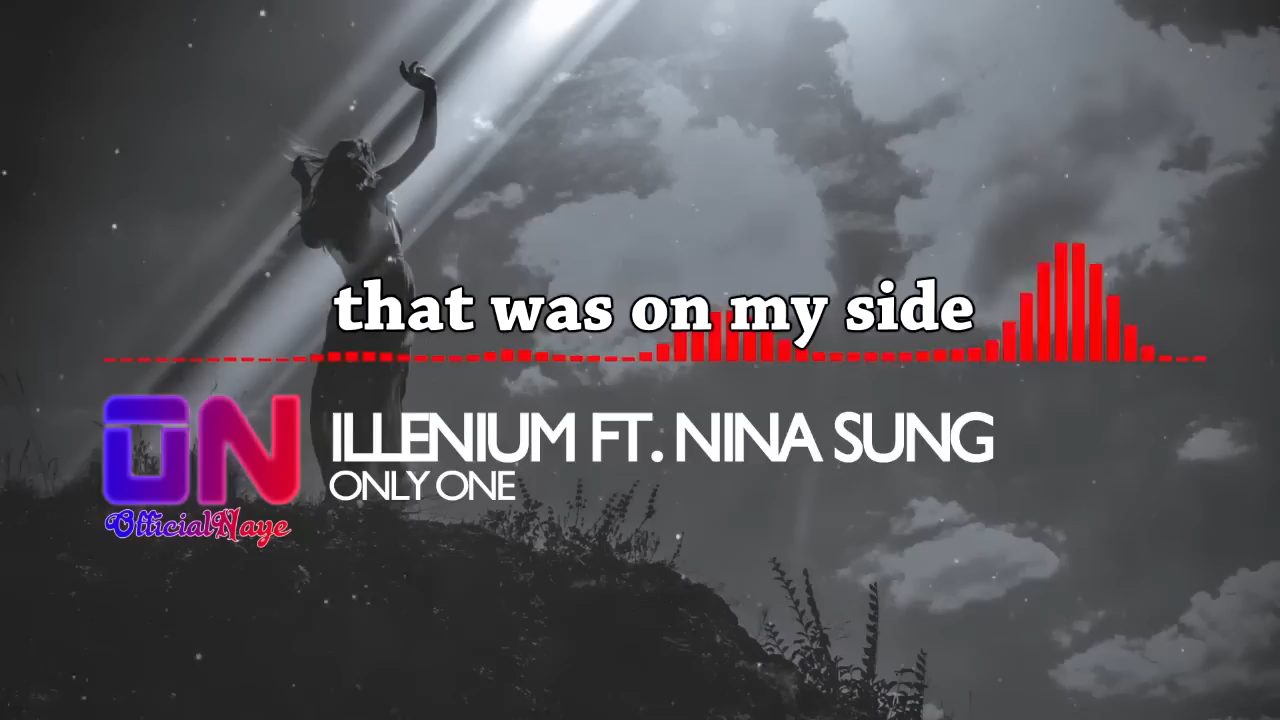 that was on my side
ILLENIUM FT. NINA SUNG
ONLY ONE
ON
OfficialNaye